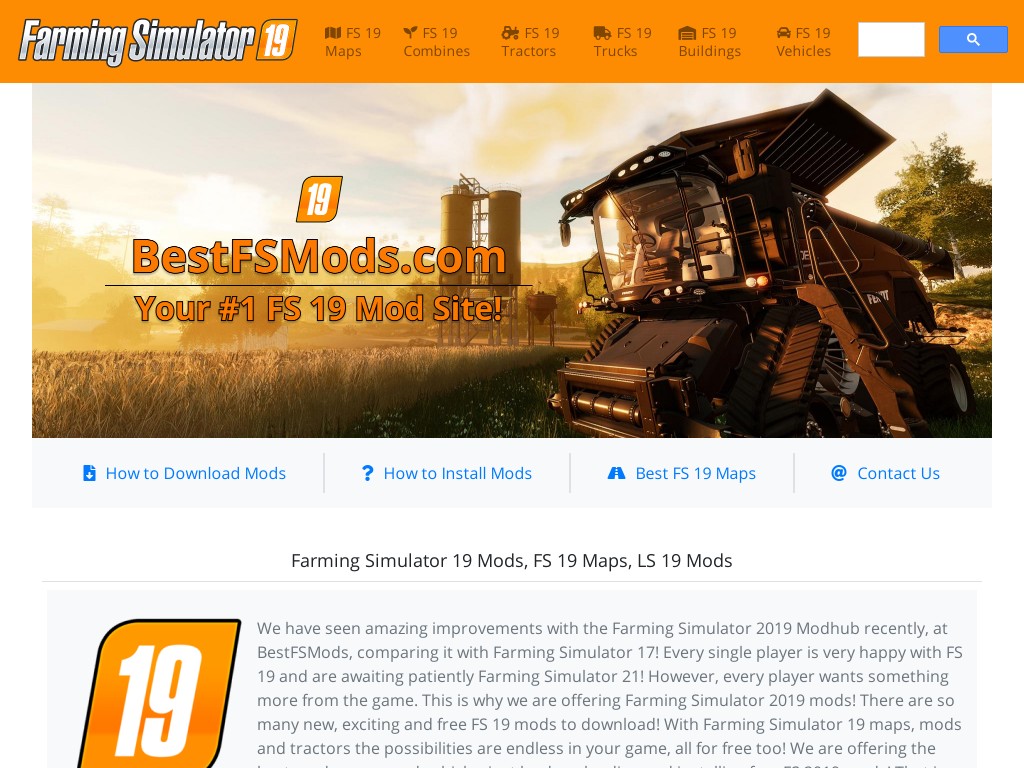 Farming Simulator 19
FS 19
Maps
FS 19
Combines
FS 19
Tractors
FS 19
Trucks
FS 19
Buildings
FS 19
Vehicles
19
BestFSMods.com
Your #1 FS 19 Mod Site!
FENDT
How to Download Mods
How to Install Mods
Best FS 19 Maps
Contact Us
Farming Simulator 19 Mods, FS 19 Maps, LS 19 Mods
19
We have seen amazing improvements with the Farming Simulator 2019 Modhub recently, at
BestFSMods, comparing it with Farming Simulator 17! Every single player is very happy with FS
19 and are awaiting patiently Farming Simulator 21! However, every player wants something
more from the game. This is why we are offering Farming Simulator 2019 mods! There are so
many new, exciting and free FS 19 mods to download! With Farming Simulator 19 maps, mods
and tractors the possibilities are endless in your game, all for free too! We are offering the